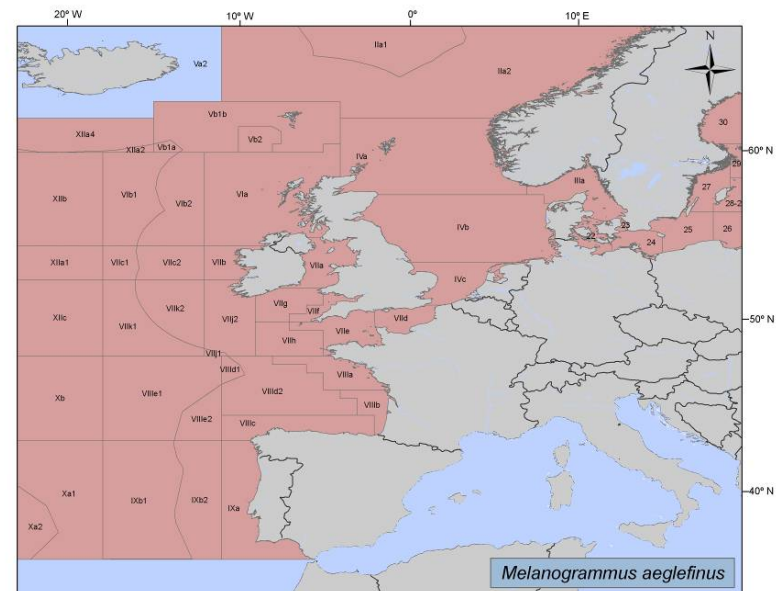 20° W
10° W
0°
10° E
N
IIa1
Va2
IIa2
Vb1b
30
XIIa4
Vb2
XIIa2
Vb1a
IVa
60° N
29
IIIa
27
XIIb
VIb1
VIb2
VIa
28-2
IVb
23
22
24
25
26
XIIa1
VIIc1
VIIc2
VIIb
VIIa
IVc
VIIg
VIIf
XIIc
VIIk1
VIIk2
VIIj2
VIId
50° N
VIIe
VIIh
VIIj1
VIIId1
VIIIa
Xb
VIIIe1
VIIId2
VIIIb
VIIIe2
VIIIc
Xa1
IXb1
IXb2
IXa
40° N
Xa2
Melanogrammus aeglefinus